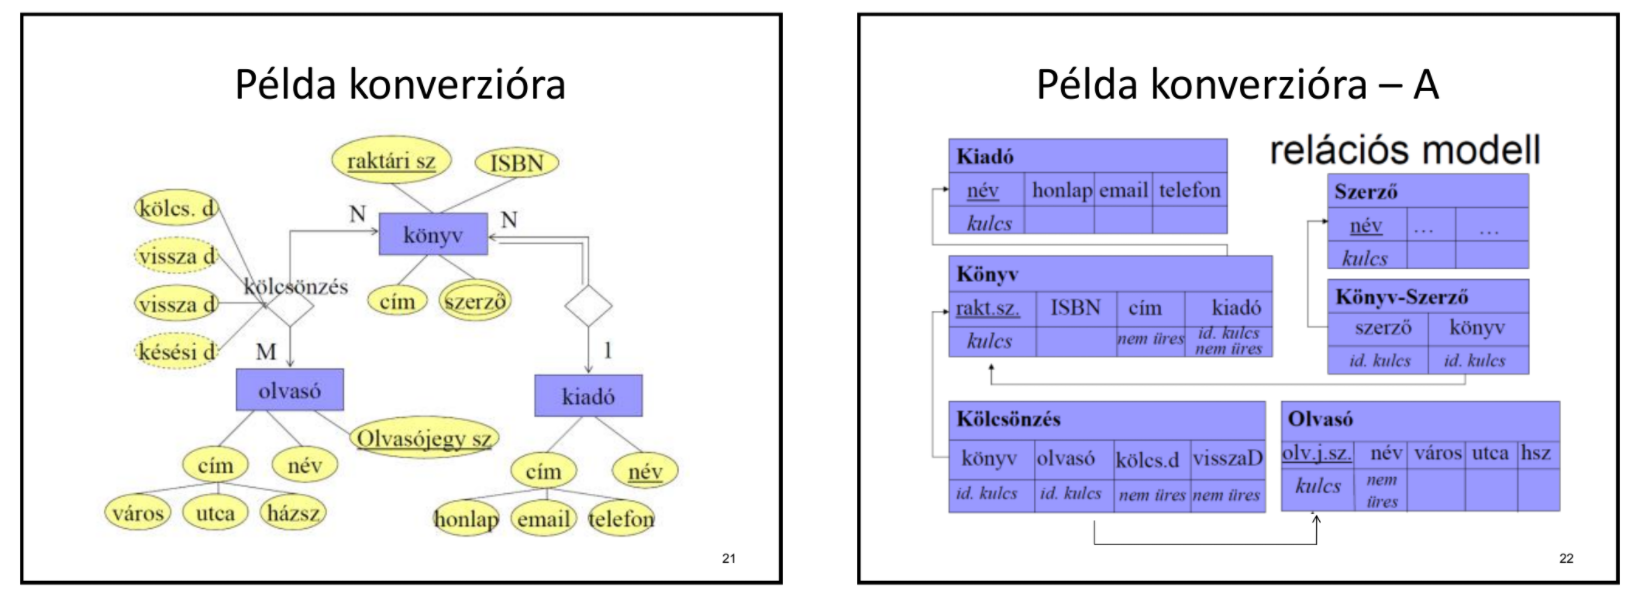 Példa konverzióra
raktári sz
ISBN
kölcs. d
N
N
könyv
vissza d
kölcsönzés
cím
szerző
vissza d
késési d
M
1
olvasó
kiadó
Olvasójegy sz
cím
név
cím
név
város
utca
házsz
honlap
email
telefon
21
Példa konverzióra – A
relációs modell
Kiadó
név honlap email telefon
kulcs
Szerző
név ... ...
kulcs
Könyv
rakt.sz. ISBN cím kiadó
kulcs nem üres id. kulcs
nem üres
Könyv-Szerző
szerző könyv
id. kulcs id. kulcs
Kölcsönzés
könyv olvasó kölcs.d visszaD
id. kulcs id. kulcs nem üres nem üres
Olvasó
olv.j.sz. név város utca hsz
kulcs nem
üres
22